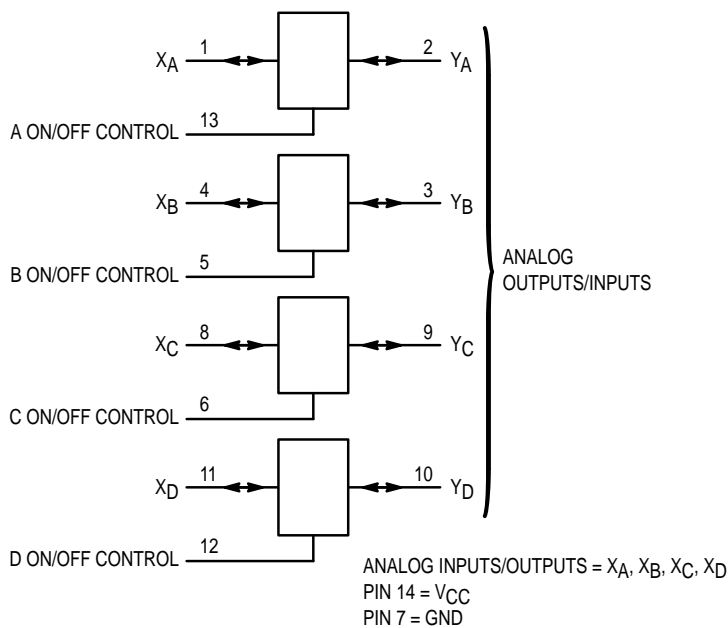 XA 1 2 YA
A ON/OFF CONTROL 13
XB 4 3 YB
B ON/OFF CONTROL 5
ANALOG
OUTPUTS/INPUTS
XC 8 9 YC
C ON/OFF CONTROL 6
XD 11 10 YD
D ON/OFF CONTROL 12
ANALOG INPUTS/OUTPUTS = XA, XB, XC, XD
PIN 14 = VCC
PIN 7 = GND